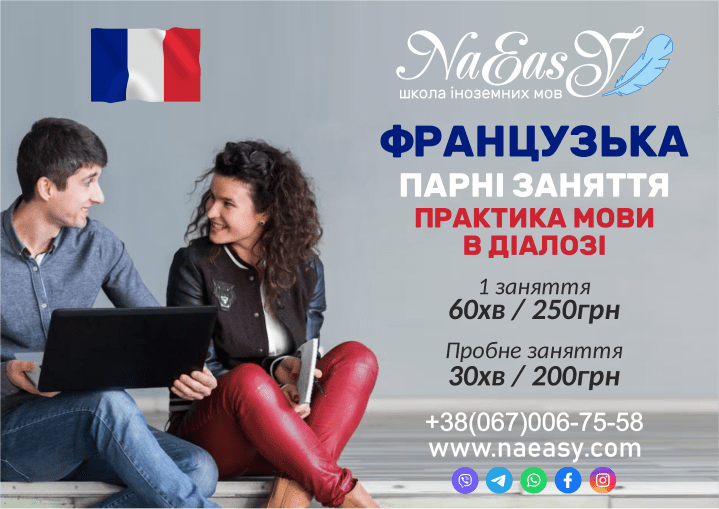 NaEasy
школа іноземних мов
ФРАНЦУЗЬКА
ПАРНІ ЗАНЯТТЯ
ПРАКТИКА МОВИ
В ДІАЛОЗІ
1 заняття
60хв / 250грн
Пробне заняття
30хв / 200грн
+38(067)006-75-58
www.naeasy.com